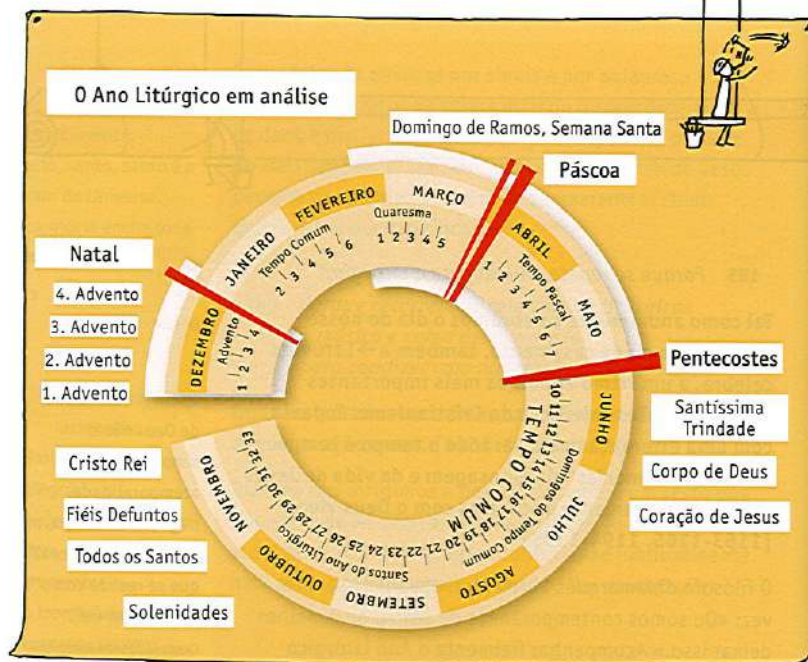 O Ano Litúrgico em análise
Domingo de Ramos, Semana Santa
Páscoa
Natal
4. Advento
3. Advento
2. Advento
1. Advento
DEZEMBRO
JANEIRO
FEVEREIRO
MARÇO
ABRIL
MAIO
JUNHO
JULHO
AGOSTO
SETEMBRO
OUTUBRO
NOVEMBRO
Advento
1 2 3 4
Tempo Comum
2 3 4 5 6
Quaresma
1 2 3 4 5
Tempo Pascal
1 2 3 4 5 6 7
Pentecostes
Santíssima
Trindade
Corpo de Deus
Coração de Jesus
TEMPO COMUM
Domingos do Tempo Comum
Santos do Ano Litúrgico
10 11 12 13 14 15 16 17 18 19 20 21 22 23 24 25 26 27 28 29 30 31 32 33
Cristo Rei
Fiéis Defuntos
Todos os Santos
Solenidades